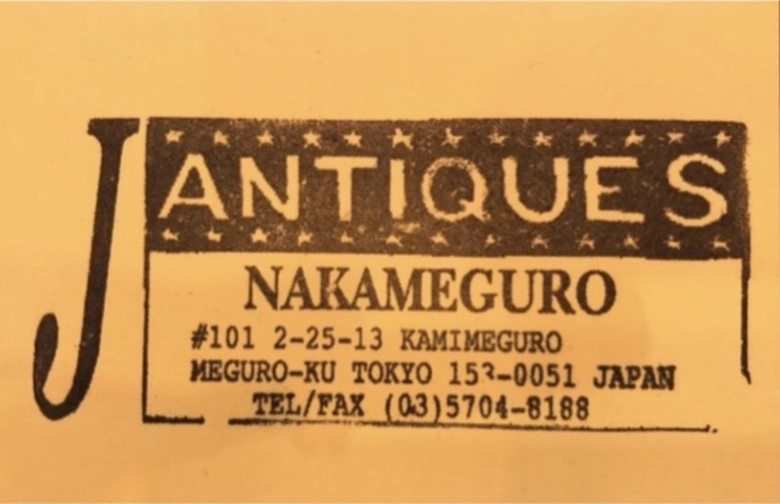 J ANTIQUES
NAKAMEGURO
#101 2-25-13 KAMIMEGURO
MEGURO-KU TOKYO 153-0051 JAPAN
TEL/FAX (03)5704-8188